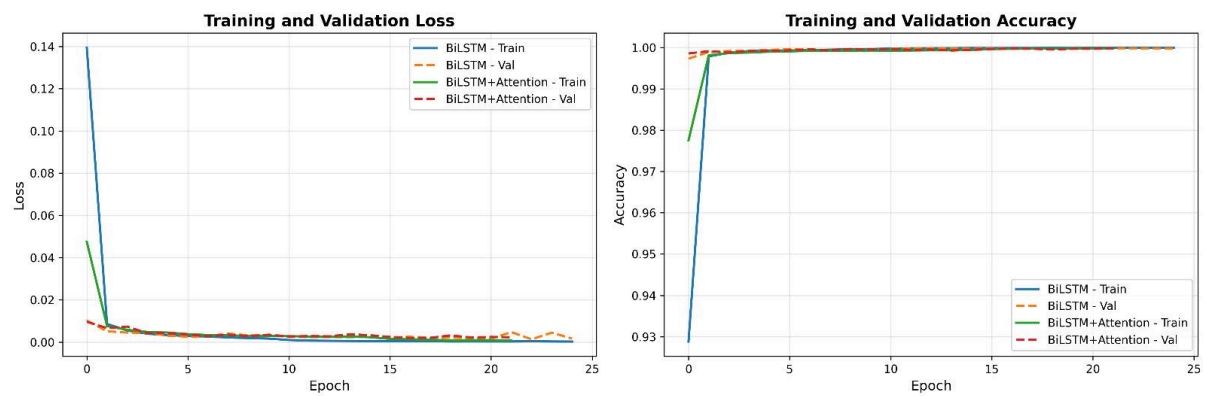 Training and Validation Loss
0.14
0.12
0.10
0.08
0.06
0.04
0.02
0.00
Loss
0
5
10
15
20
25
Epoch
BiLSTM - Train
BiLSTM - Val
BiLSTM+Attention - Train
BiLSTM+Attention - Val
Training and Validation Accuracy
1.00
0.99
0.98
0.97
0.96
0.95
0.94
0.93
Accuracy
0
5
10
15
20
25
Epoch
BiLSTM - Train
BiLSTM - Val
BiLSTM+Attention - Train
BiLSTM+Attention - Val